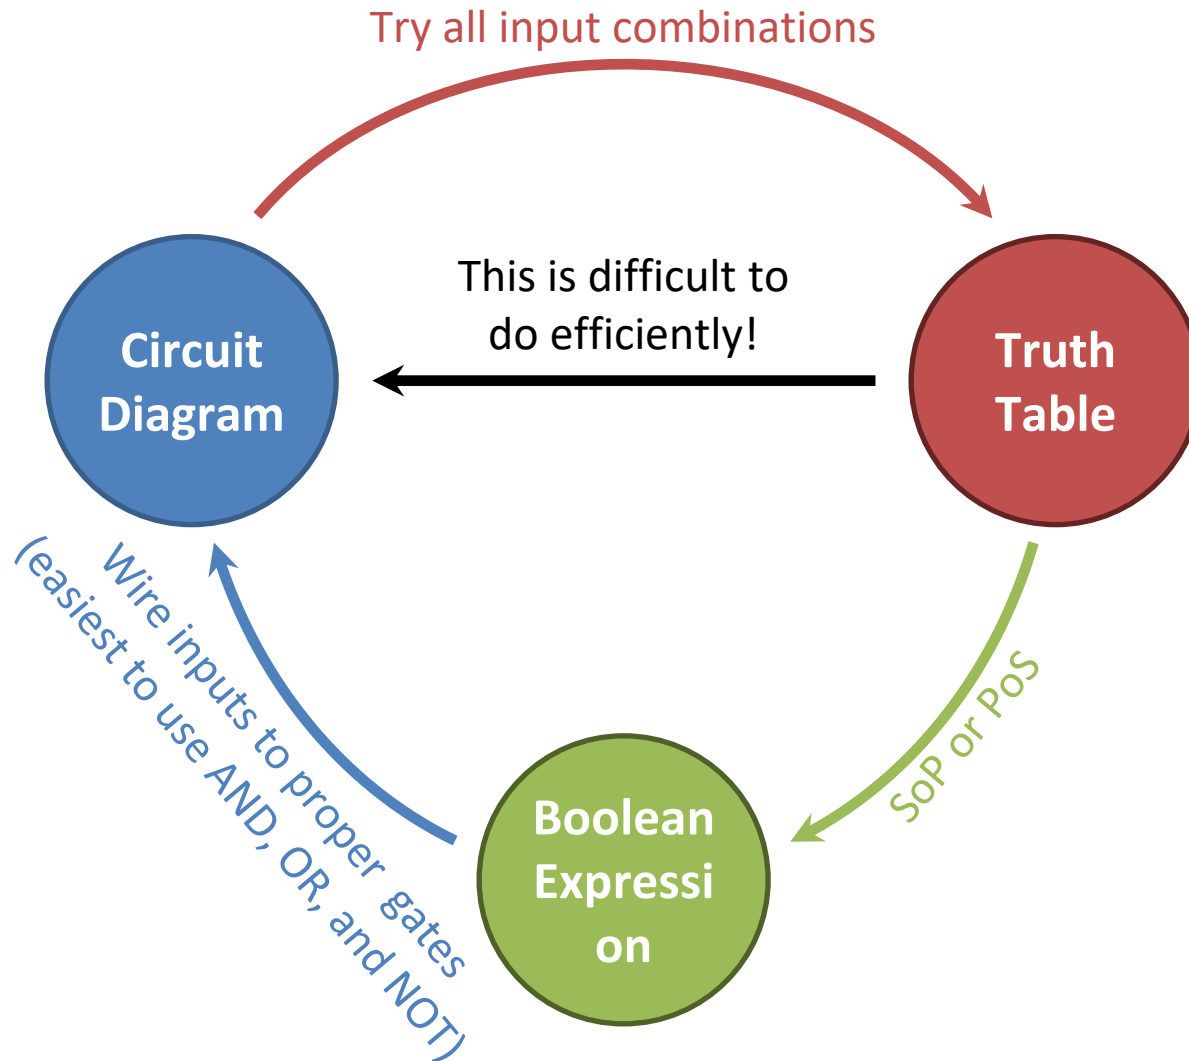 Try all input combinations
This is difficult to
do efficiently!
Circuit
Diagram
Truth
Table
Wire inputs to proper gates
(easiest to use AND, OR, and NOT)
SoP or PoS
Boolean
Expressi
on